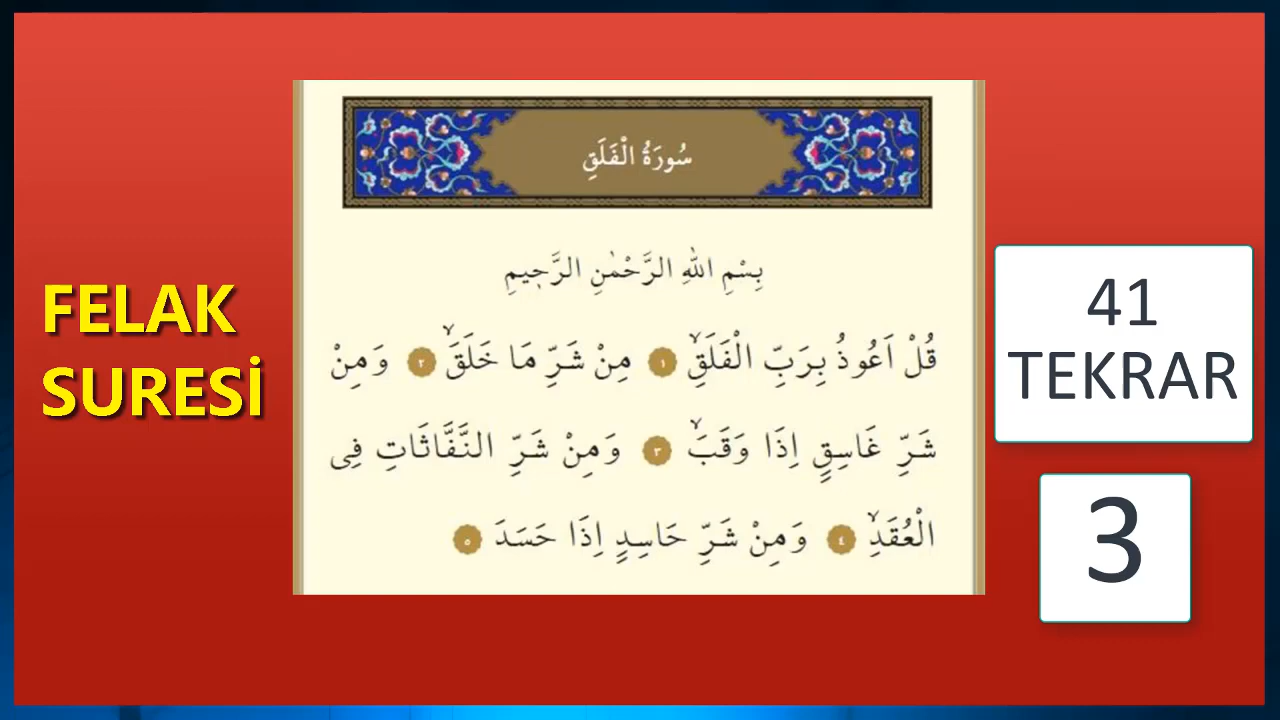 FELAK
SURESİ
سُورَةُ الْفَلَقِ
بِسْمِ اللّٰهِ الرَّحْمٰنِ الرَّحٖيمِ
قُلْ اَعُوذُ بِرَبِّ الْفَلَقِۙ ﴿١﴾ مِنْ شَرِّ مَا خَلَقَۙ ﴿٢﴾ وَمِنْ
شَرِّ غَاسِقٍ اِذَا وَقَبَۙ ﴿٣﴾ وَمِنْ شَرِّ النَّفَّاثَاتِ فِى
الْعُقَدِۙ ﴿٤﴾ وَمِنْ شَرِّ حَاسِدٍ اِذَا حَسَدَ ﴿٥﴾
41
TEKRAR
3